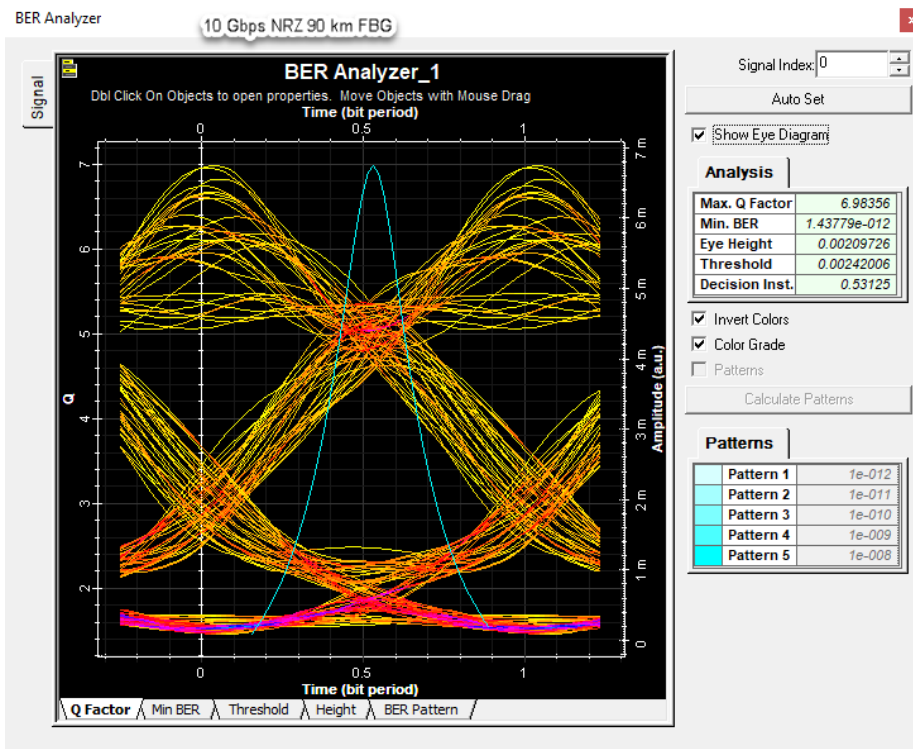 BER Analyzer
10 Gbps NRZ 90 km FBG
x
Signal
BER Analyzer_1
Dbl Click On Objects to open properties. Move Objects with Mouse Drag
Time (bit period)
0 0.5 1
Q
7
6
5
4
3
2
7 m
6 m
5 m
4 m
3 m
2 m
1 m
0
Amplitude (a.u.)
0 0.5 1
Time (bit period)
Q Factor Min BER Threshold Height BER Pattern
Signal Index: 0
Auto Set
Show Eye Diagram
Analysis
Max. Q Factor 6.98356
Min. BER 1.43779e-012
Eye Height 0.00209726
Threshold 0.00242006
Decision Inst. 0.53125
Invert Colors
Color Grade
Patterns
Calculate Patterns
Patterns
Pattern 1 1e-012
Pattern 2 1e-011
Pattern 3 1e-010
Pattern 4 1e-009
Pattern 5 1e-008